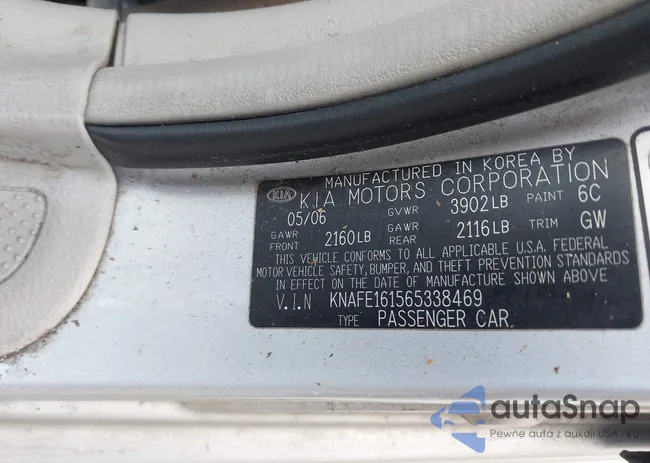 MANUFACTURED IN KOREA BY
KIA KIA MOTORS CORPORATION
05/06 GVWR 3902LB PAINT 6C
GAWR FRONT 2160LB GAWR REAR 2116LB TRIM GW
THIS VEHICLE CONFORMS TO ALL APPLICABLE U.S.A. FEDERAL
MOTOR VEHICLE SAFETY, BUMPER, AND THEFT PREVENTION STANDARDS
IN EFFECT ON THE DATE OF MANUFACTURE SHOWN ABOVE
V.I.N KNAFE161565338469
TYPE PASSENGER CAR
autaSnap
Pewne auta z aukcji USA - EU